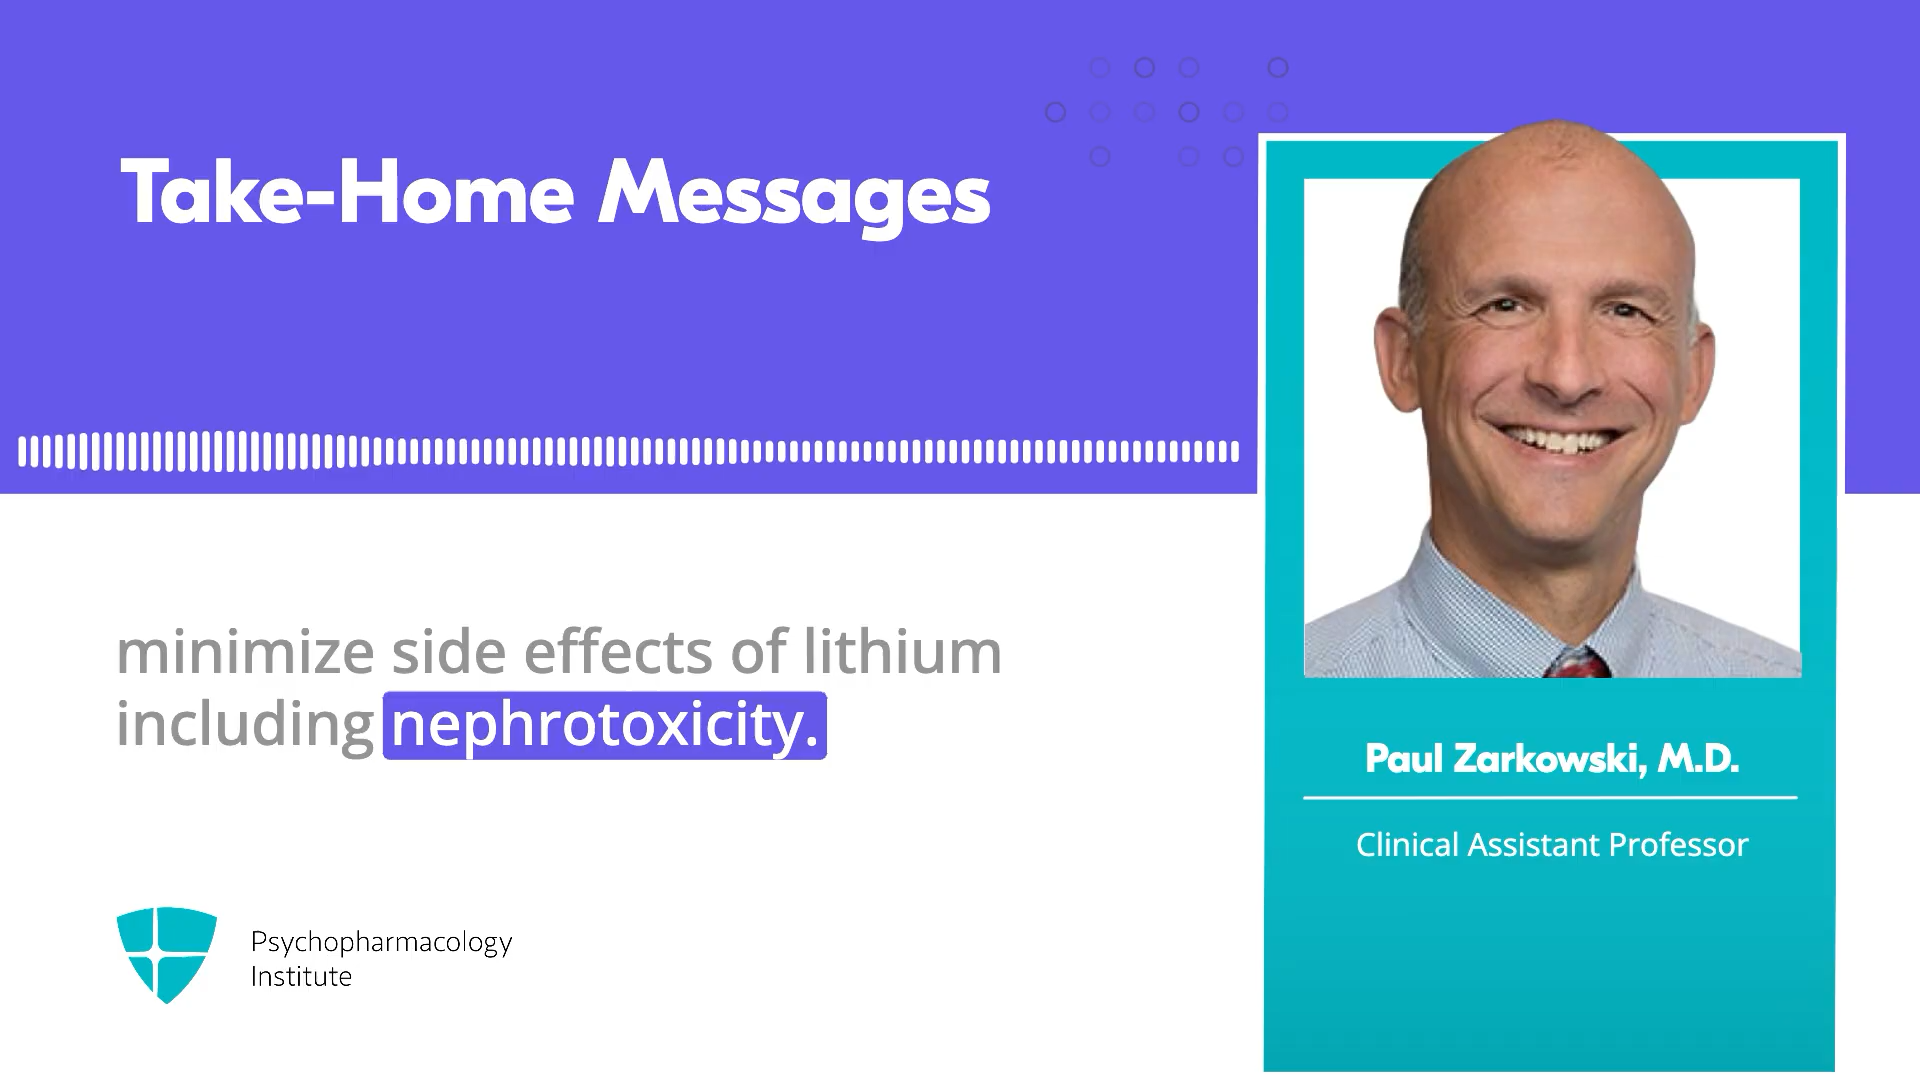 Take-Home Messages
minimize side effects of lithium
including nephrotoxicity.
Paul Zarkowski, M.D.
Clinical Assistant Professor
Psychopharmacology
Institute